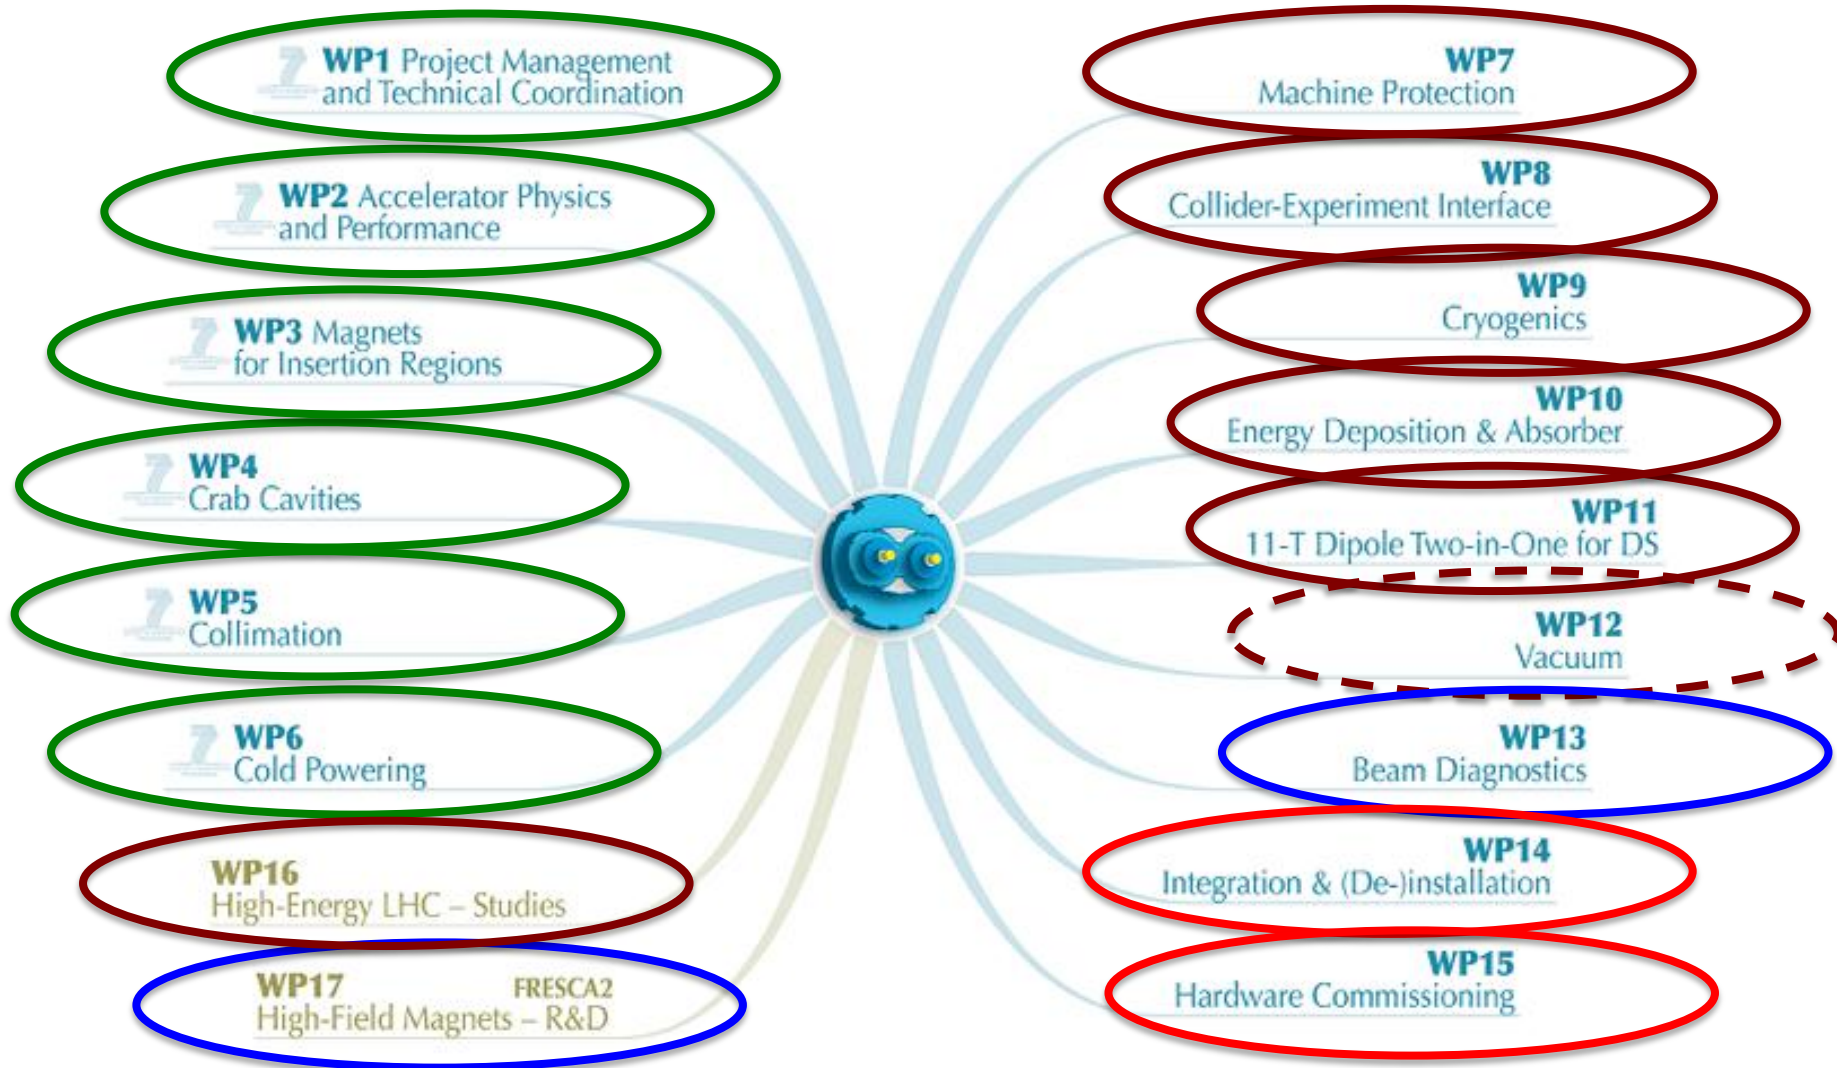 WP1 Project Management
and Technical Coordination
WP2 Accelerator Physics
and Performance
WP3 Magnets
for Insertion Regions
WP4
Crab Cavities
WP5
Collimation
WP6
Cold Powering
WP16
High-Energy LHC – Studies
WP17 FRESCA2
High-Field Magnets – R&D
WP7
Machine Protection
WP8
Collider-Experiment Interface
WP9
Cryogenics
WP10
Energy Deposition & Absorber
WP11
11-T Dipole Two-in-One for DS
WP12
Vacuum
WP13
Beam Diagnostics
WP14
Integration & (De-)installation
WP15
Hardware Commissioning